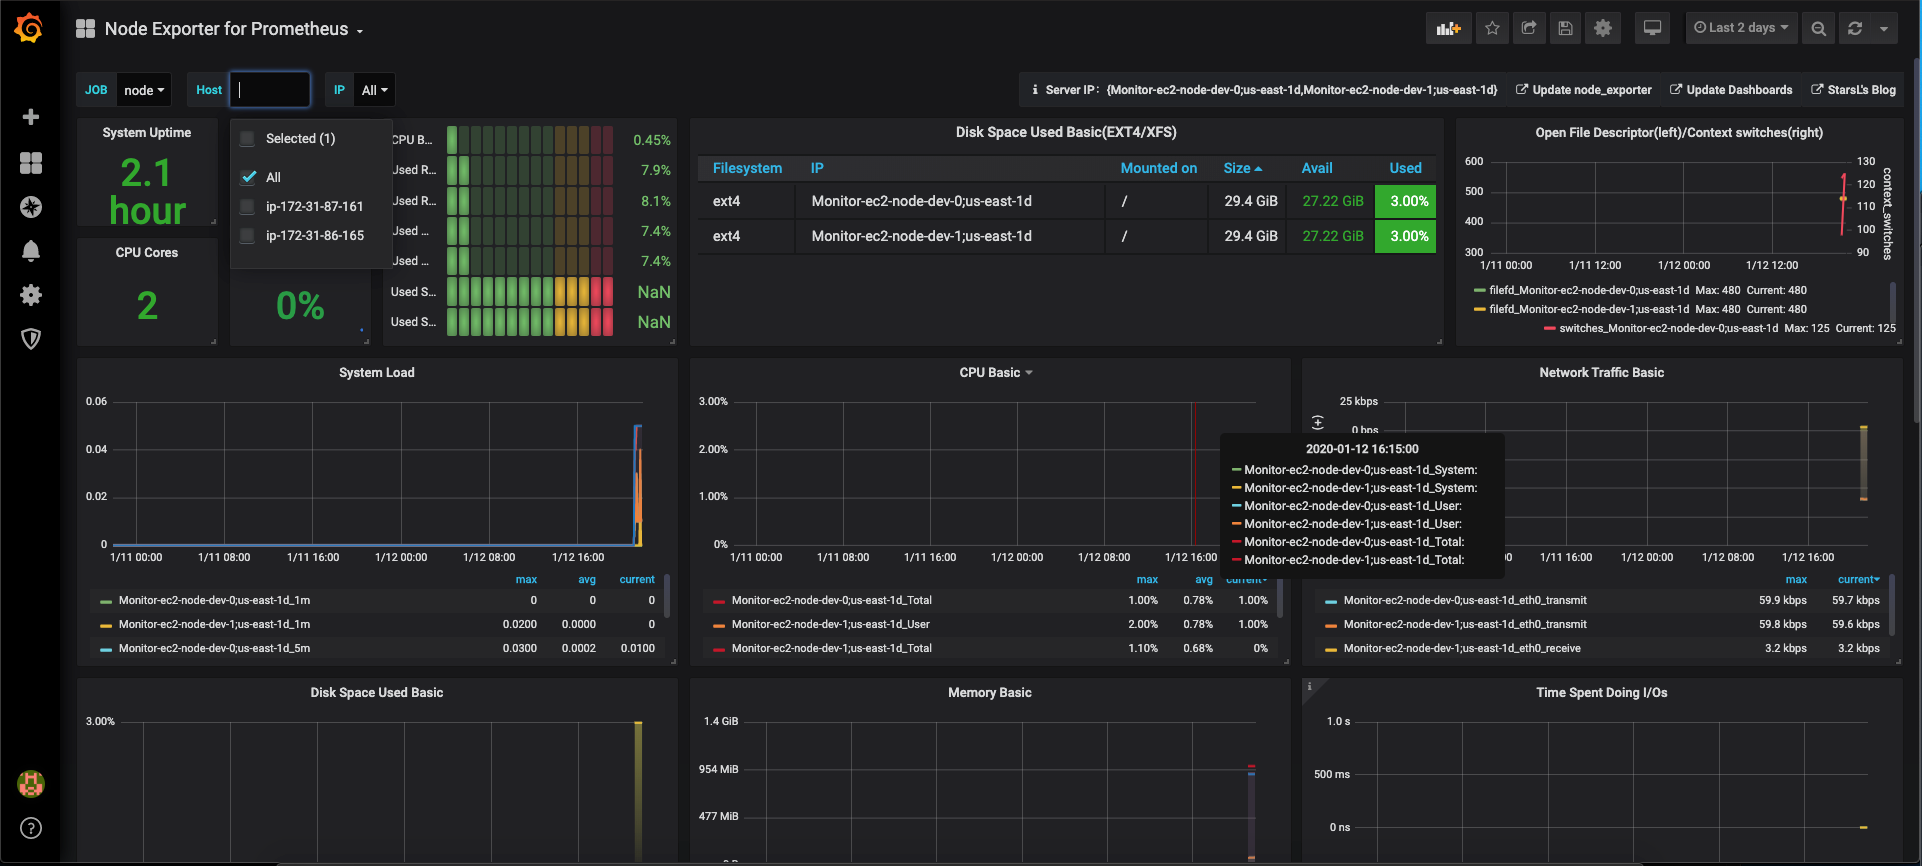 Node Exporter for Prometheus
Last 2 days
JOB node
Host
IP All
Server IP: {Monitor-ec2-node-dev-0;us-east-1d,Monitor-ec2-node-dev-1;us-east-1d}
Update node_exporter
Update Dashboards
StarsL's Blog
System Uptime
2.1
hour
Selected (1)
All
ip-172-31-87-161
ip-172-31-86-165
CPU Cores
2
0%
CPU B... 0.45%
Used R... 7.9%
Used R... 8.1%
Used ... 7.4%
Used ... 7.4%
Used S... NaN
Used S... NaN
Disk Space Used Basic(EXT4/XFS)
Filesystem IP Mounted on Size Avail Used
ext4 Monitor-ec2-node-dev-0;us-east-1d / 29.4 GiB 27.22 GiB 3.00%
ext4 Monitor-ec2-node-dev-1;us-east-1d / 29.4 GiB 27.22 GiB 3.00%
Open File Descriptor(left)/Context switches(right)
600
500
400
300
130
120
110
100
90
context_switches
1/11 00:00 1/11 12:00 1/12 00:00 1/12 12:00
filefd_Monitor-ec2-node-dev-0;us-east-1d Max: 480 Current: 480
filefd_Monitor-ec2-node-dev-1;us-east-1d Max: 480 Current: 480
switches_Monitor-ec2-node-dev-0;us-east-1d Max: 125 Current: 125
System Load
0.06
0.04
0.02
0
1/11 00:00 1/11 08:00 1/11 16:00 1/12 00:00 1/12 08:00 1/12 16:00
max avg current
Monitor-ec2-node-dev-0;us-east-1d_1m 0 0 0
Monitor-ec2-node-dev-1;us-east-1d_1m 0.0200 0.0000 0
Monitor-ec2-node-dev-0;us-east-1d_5m 0.0300 0.0002 0.0100
CPU Basic
3.00%
2.00%
1.00%
0%
1/11 00:00 1/11 08:00 1/11 16:00 1/12 00:00 1/12 08:00 1/12 16:00
max avg current
Monitor-ec2-node-dev-0;us-east-1d_Total 1.00% 0.78% 1.00%
Monitor-ec2-node-dev-1;us-east-1d_User 2.00% 0.78% 1.00%
Monitor-ec2-node-dev-1;us-east-1d_Total 1.10% 0.68% 0%
2020-01-12 16:15:00
Monitor-ec2-node-dev-0;us-east-1d_System:
Monitor-ec2-node-dev-1;us-east-1d_System:
Monitor-ec2-node-dev-0;us-east-1d_User:
Monitor-ec2-node-dev-1;us-east-1d_User:
Monitor-ec2-node-dev-0;us-east-1d_Total:
Monitor-ec2-node-dev-1;us-east-1d_Total:
Network Traffic Basic
25 kbps
0 bps
00 1/11 16:00 1/12 00:00 1/12 08:00 1/12 16:00
max current
Monitor-ec2-node-dev-0;us-east-1d_eth0_transmit 59.9 kbps 59.7 kbps
Monitor-ec2-node-dev-1;us-east-1d_eth0_transmit 59.8 kbps 59.6 kbps
Monitor-ec2-node-dev-1;us-east-1d_eth0_receive 3.2 kbps 3.2 kbps
Disk Space Used Basic
3.00%
Memory Basic
1.4 GiB
954 MiB
477 MiB
Time Spent Doing I/Os
1.0 s
500 ms
0 ns